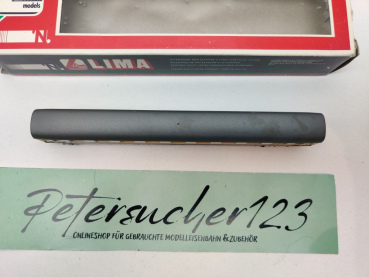 models
N.
LIMA
Petersucher123
ONLINESHOP FÜR GEBRAUCHTE MODELLEISENBAHN & ZUBEHÖR